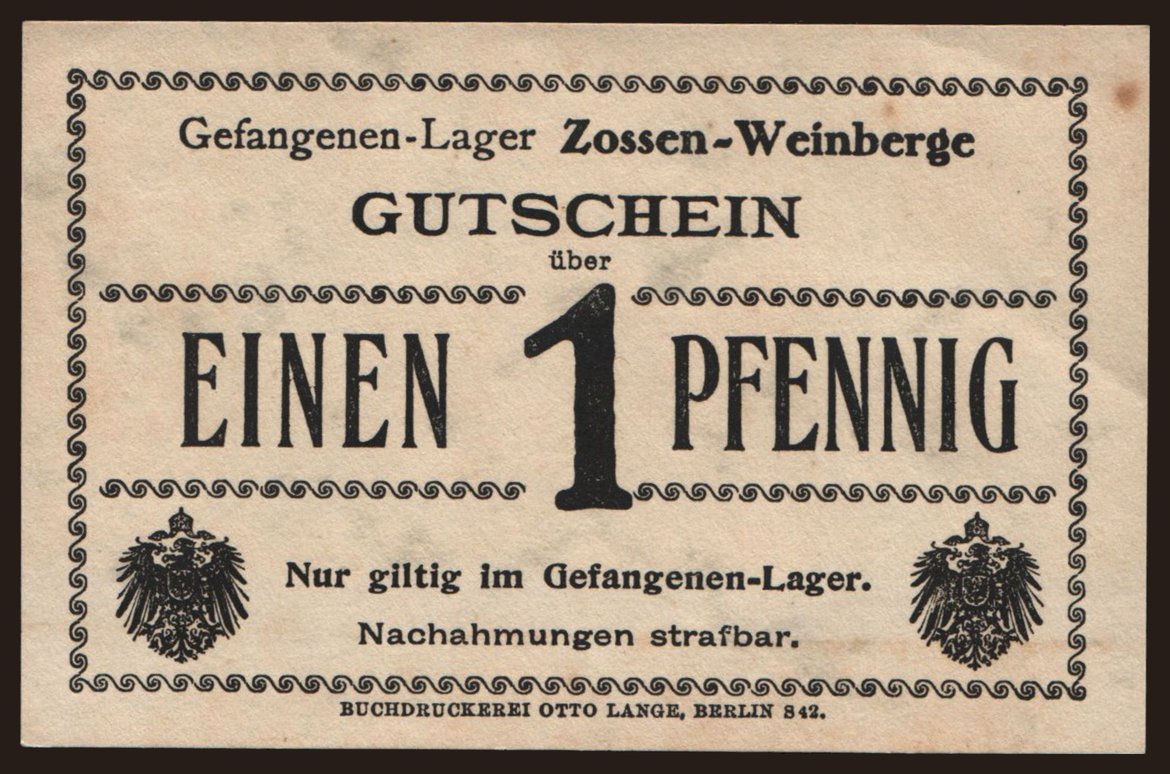 Gefangenen-Lager Zossen-Weinberge
GUTSCHEIN
über
EINEN 1 PFENNIG
Nur giltig im Gefangenen-Lager.
Nachahmungen strafbar.
BUCHDRUCKEREI OTTO LANGE, BERLIN S 42.